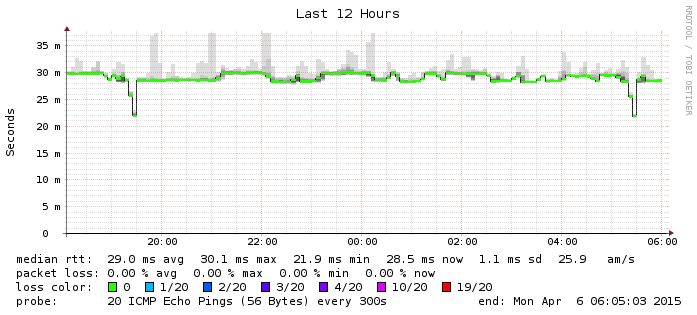 Last 12 Hours
RRDTOOL / TOBI OETIKER
Seconds
35 m
30 m
25 m
20 m
15 m
10 m
5 m
0
20:00 22:00 00:00 02:00 04:00 06:00
median rtt: 29.0 ms avg 30.1 ms max 21.9 ms min 28.5 ms now 1.1 ms sd 25.9 am/s
packet loss: 0.00 % avg 0.00 % max 0.00 % min 0.00 % now
loss color: 0 1/20 2/20 3/20 4/20 10/20 19/20
probe: 20 ICMP Echo Pings (56 Bytes) every 300s end: Mon Apr 6 06:05:03 2015